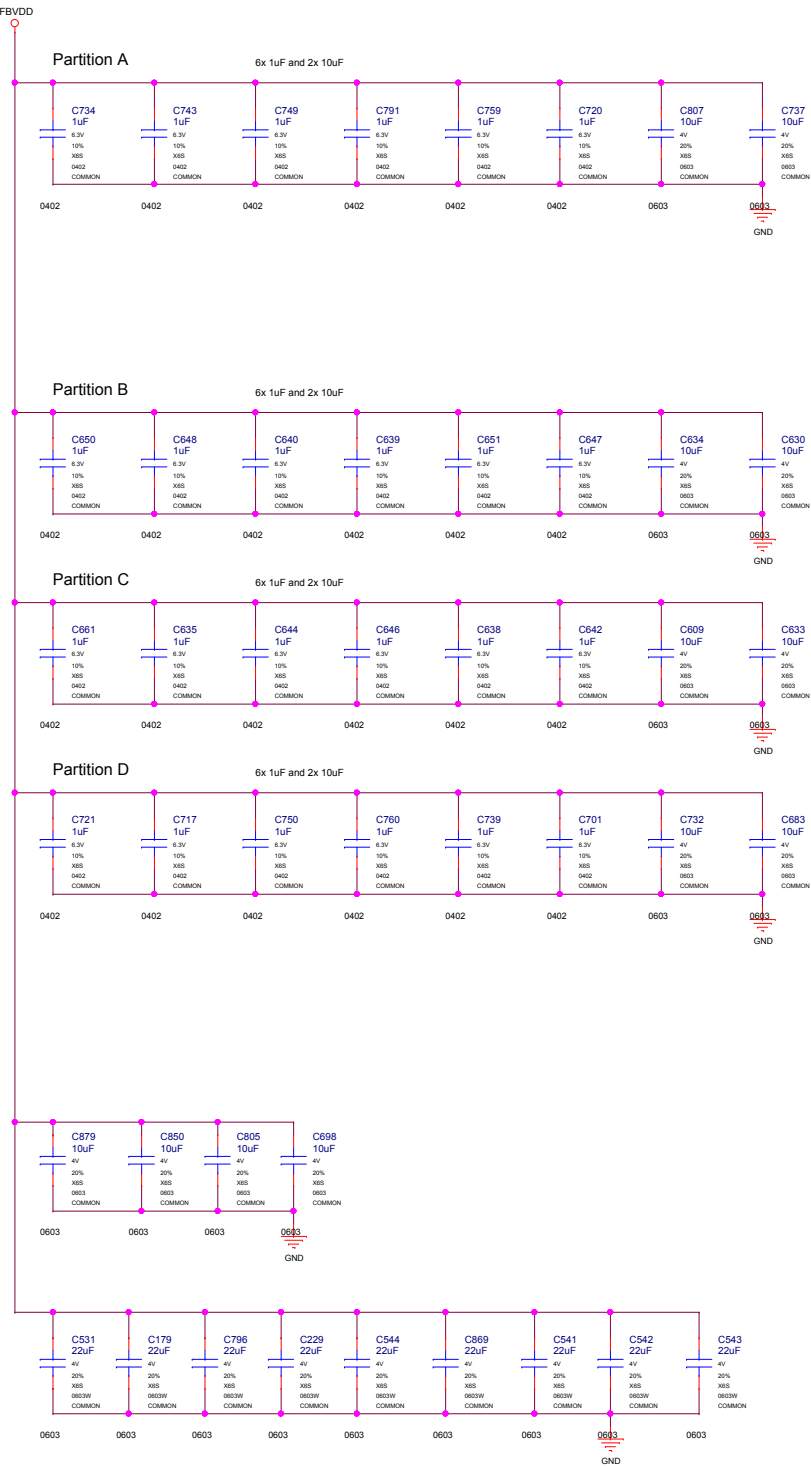 FBVDD
Partition A 6x 1uF and 2x 10uF
C734 C743 C749 C791 C759 C720 C807 C737
1uF 1uF 1uF 1uF 1uF 1uF 10uF 10uF
6.3V 6.3V 6.3V 6.3V 6.3V 6.3V 4V 4V
10% 10% 10% 10% 10% 10% 20% 20%
X6S X6S X6S X6S X6S X6S X6S X6S
0402 0402 0402 0402 0402 0402 0603 0603
COMMON COMMON COMMON COMMON COMMON COMMON COMMON COMMON
0402 0402 0402 0402 0402 0402 0603 0603
GND
Partition B 6x 1uF and 2x 10uF
C650 C648 C640 C639 C651 C647 C634 C630
1uF 1uF 1uF 1uF 1uF 1uF 10uF 10uF
6.3V 6.3V 6.3V 6.3V 6.3V 6.3V 4V 4V
10% 10% 10% 10% 10% 10% 20% 20%
X6S X6S X6S X6S X6S X6S X6S X6S
0402 0402 0402 0402 0402 0402 0603 0603
COMMON COMMON COMMON COMMON COMMON COMMON COMMON COMMON
0402 0402 0402 0402 0402 0402 0603 0603
GND
Partition C 6x 1uF and 2x 10uF
C661 C635 C644 C646 C638 C642 C609 C633
1uF 1uF 1uF 1uF 1uF 1uF 10uF 10uF
6.3V 6.3V 6.3V 6.3V 6.3V 6.3V 4V 4V
10% 10% 10% 10% 10% 10% 20% 20%
X6S X6S X6S X6S X6S X6S X6S X6S
0402 0402 0402 0402 0402 0402 0603 0603
COMMON COMMON COMMON COMMON COMMON COMMON COMMON COMMON
0402 0402 0402 0402 0402 0402 0603 0603
GND
Partition D 6x 1uF and 2x 10uF
C721 C717 C750 C760 C739 C701 C732 C683
1uF 1uF 1uF 1uF 1uF 1uF 10uF 10uF
6.3V 6.3V 6.3V 6.3V 6.3V 6.3V 4V 4V
10% 10% 10% 10% 10% 10% 20% 20%
X6S X6S X6S X6S X6S X6S X6S X6S
0402 0402 0402 0402 0402 0402 0603 0603
COMMON COMMON COMMON COMMON COMMON COMMON COMMON COMMON
0402 0402 0402 0402 0402 0402 0603 0603
GND
C879 C850 C805 C698
10uF 10uF 10uF 10uF
4V 4V 4V 4V
20% 20% 20% 20%
X6S X6S X6S X6S
0603 0603 0603 0603
COMMON COMMON COMMON COMMON
0603 0603 0603 0603
GND
C531 C179 C796 C229 C544 C869 C541 C542 C543
22uF 22uF 22uF 22uF 22uF 22uF 22uF 22uF 22uF
4V 4V 4V 4V 4V 4V 4V 4V 4V
20% 20% 20% 20% 20% 20% 20% 20% 20%
X6S X6S X6S X6S X6S X6S X6S X6S X6S
0603W 0603W 0603W 0603W 0603W 0603W 0603W 0603W 0603W
COMMON COMMON COMMON COMMON COMMON COMMON COMMON COMMON COMMON
0603 0603 0603 0603 0603 0603 0603 0603 0603
GND